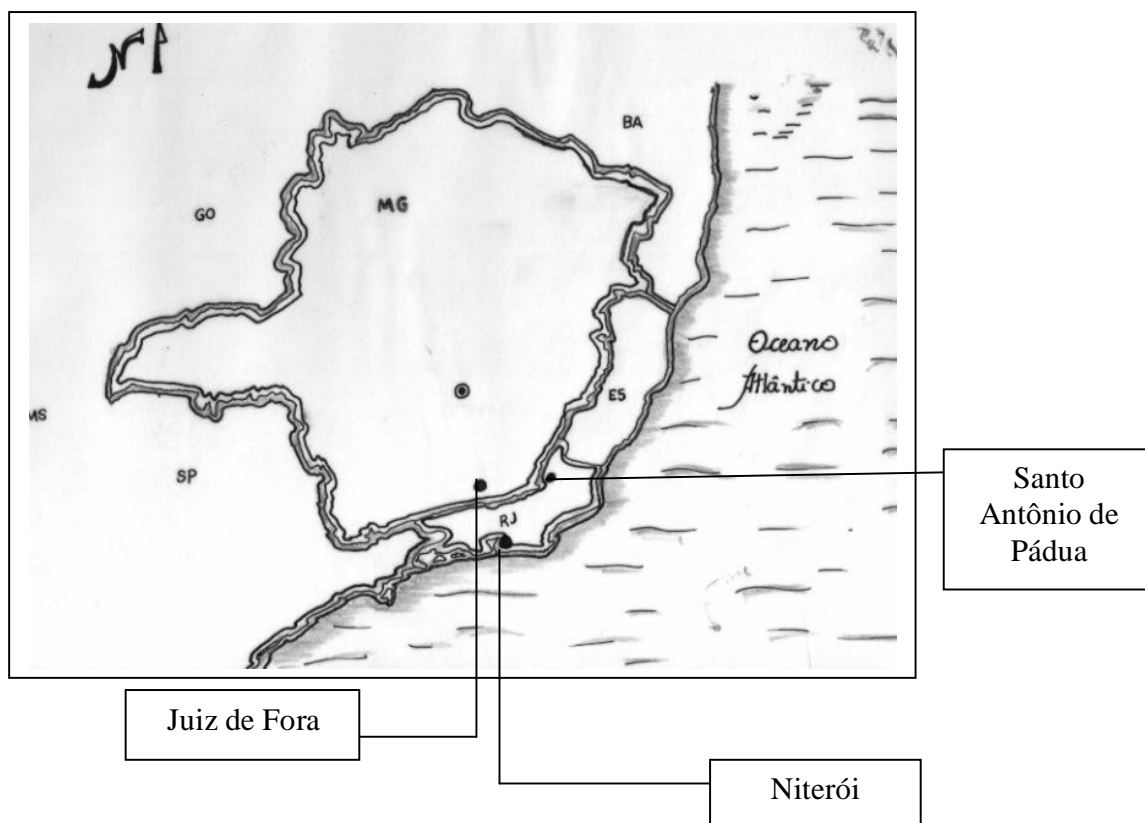 N
BA
GO
MG
Oceano
Atlântico
ES
MS
SP
RJ
Santo
Antônio de
Pádua
Juiz de Fora
Niterói